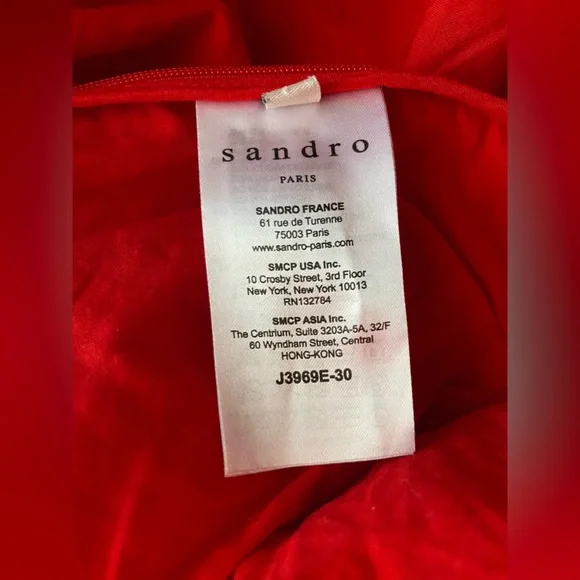 sandro
PARIS
SANDRO FRANCE
61 rue de Turenne
75003 Paris
www.sandro-paris.com
SMCP USA Inc.
10 Crosby Street, 3rd Floor
New York, New York 10013
RN132784
SMCP ASIA Inc.
The Centrium, Suite 3203A-5A, 32/F
60 Wyndham Street, Central
HONG-KONG
J3969E-30